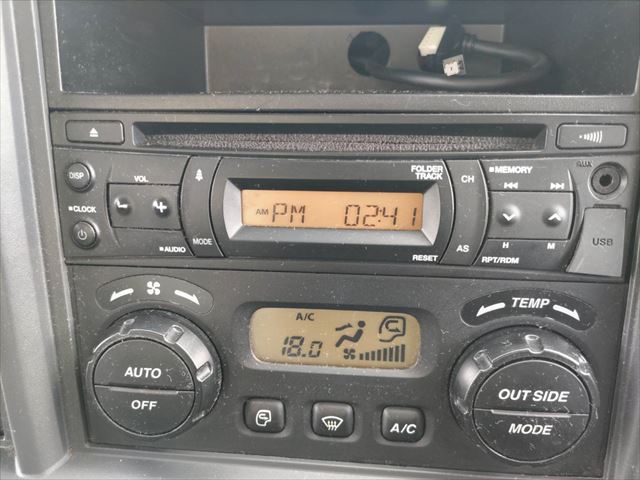 DISP
VOL
FOLDER
TRACK
CH
MEMORY
AUX
CLOCK
AM PM 02:41
AUDIO
MODE
RESET
AS
H
M
RPT/RDM
USB
A/C
18.0
TEMP
AUTO
OFF
OUT SIDE
MODE
A/C